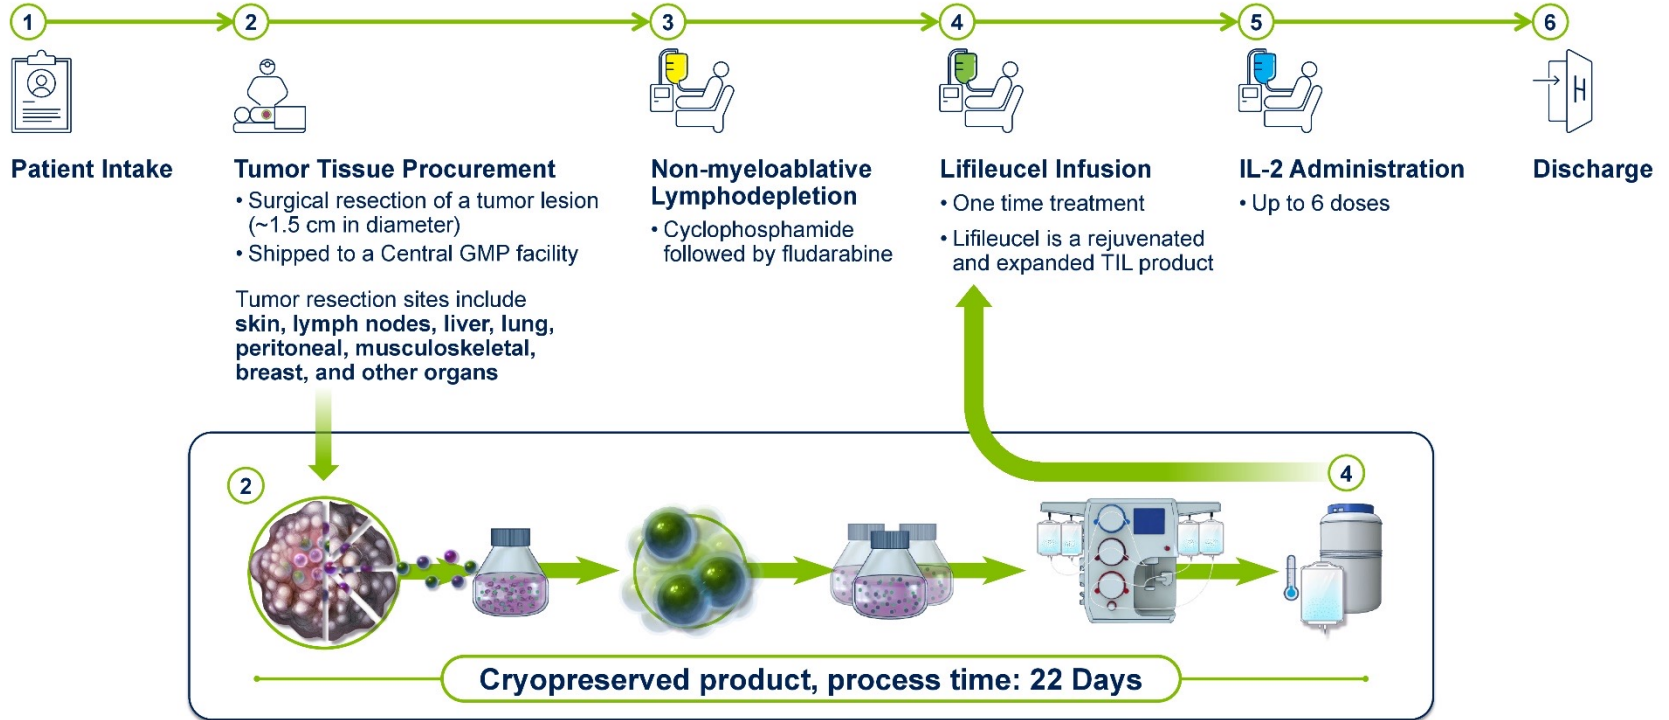 1
2
3
4
5
6
Patient Intake
Tumor Tissue Procurement
• Surgical resection of a tumor lesion
(~1.5 cm in diameter)
• Shipped to a Central GMP facility
Tumor resection sites include
skin, lymph nodes, liver, lung,
peritoneal, musculoskeletal,
breast, and other organs
Non-myeloablative
Lymphodepletion
• Cyclophosphamide
followed by fludarabine
Lifileucel Infusion
• One time treatment
• Lifileucel is a rejuvenated
and expanded TIL product
IL-2 Administration
• Up to 6 doses
H
Discharge
2
4
Cryopreserved product, process time: 22 Days